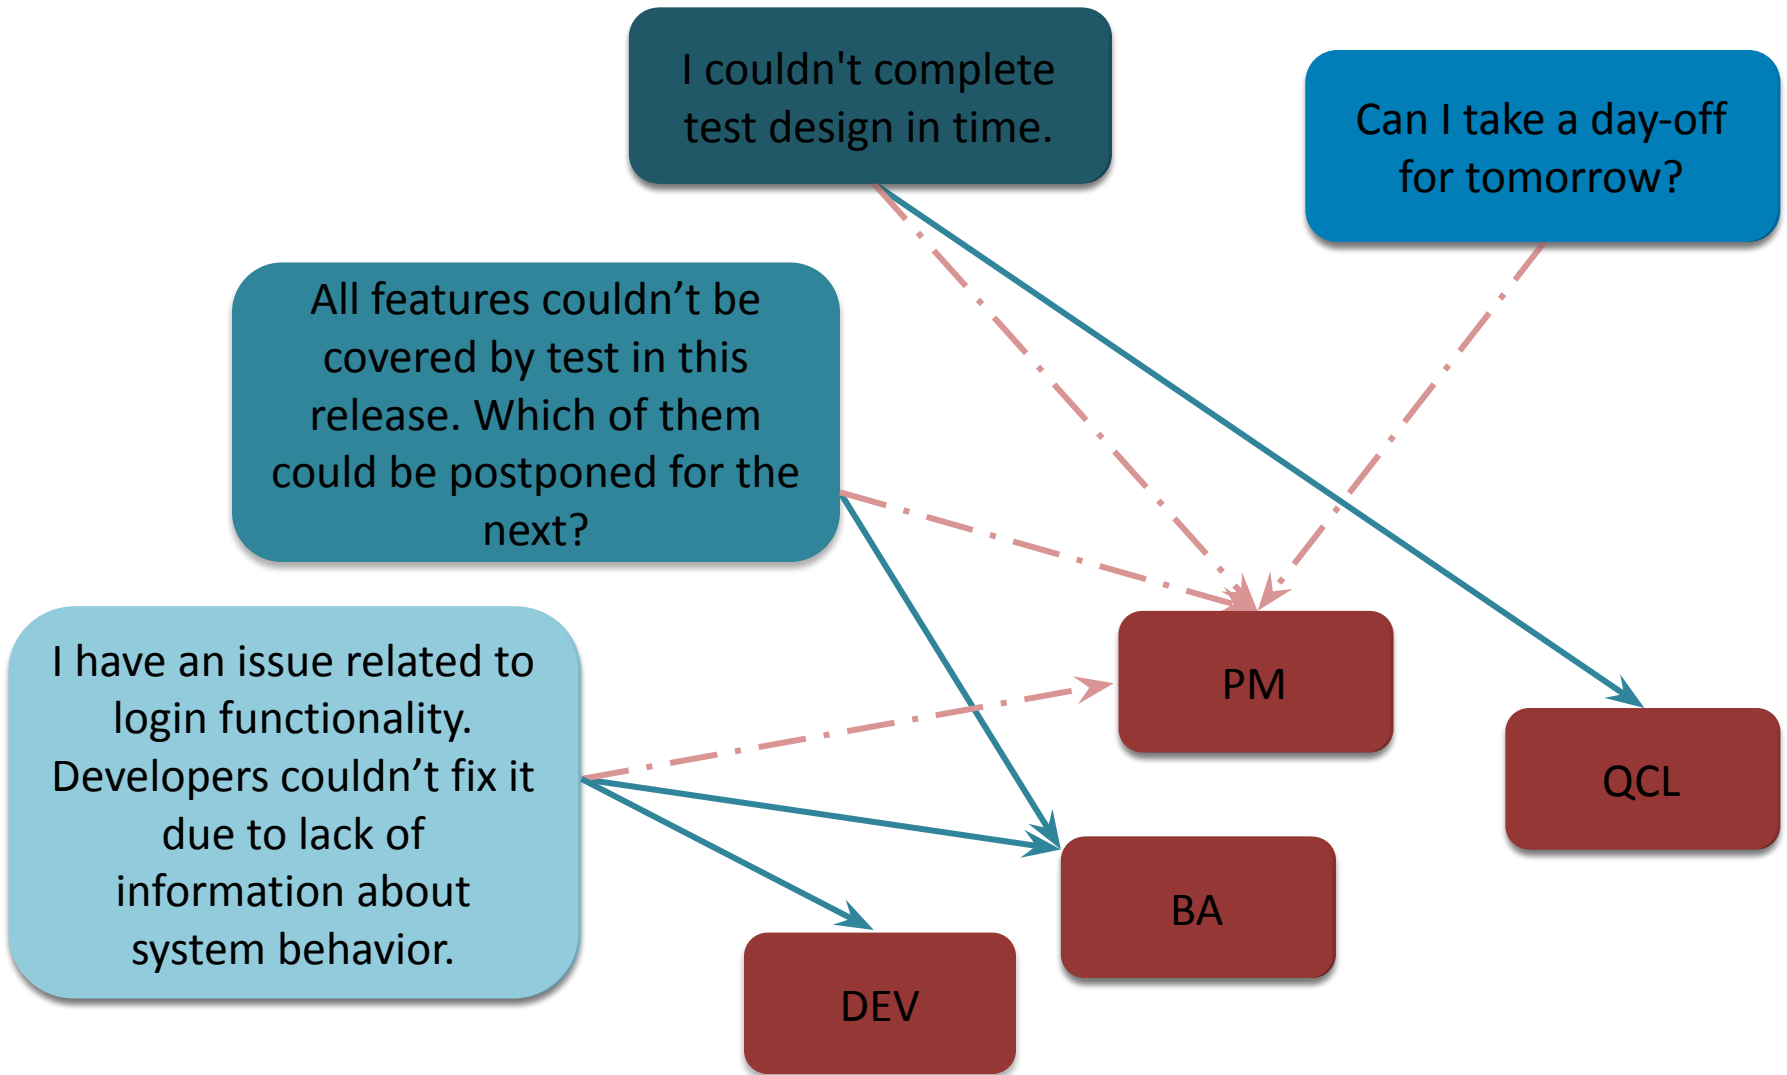 I couldn't complete
test design in time.
Can I take a day-off
for tomorrow?
All features couldn’t be
covered by test in this
release. Which of them
could be postponed for the
next?
I have an issue related to
login functionality.
Developers couldn’t fix it
due to lack of
information about
system behavior.
PM
QCL
BA
DEV